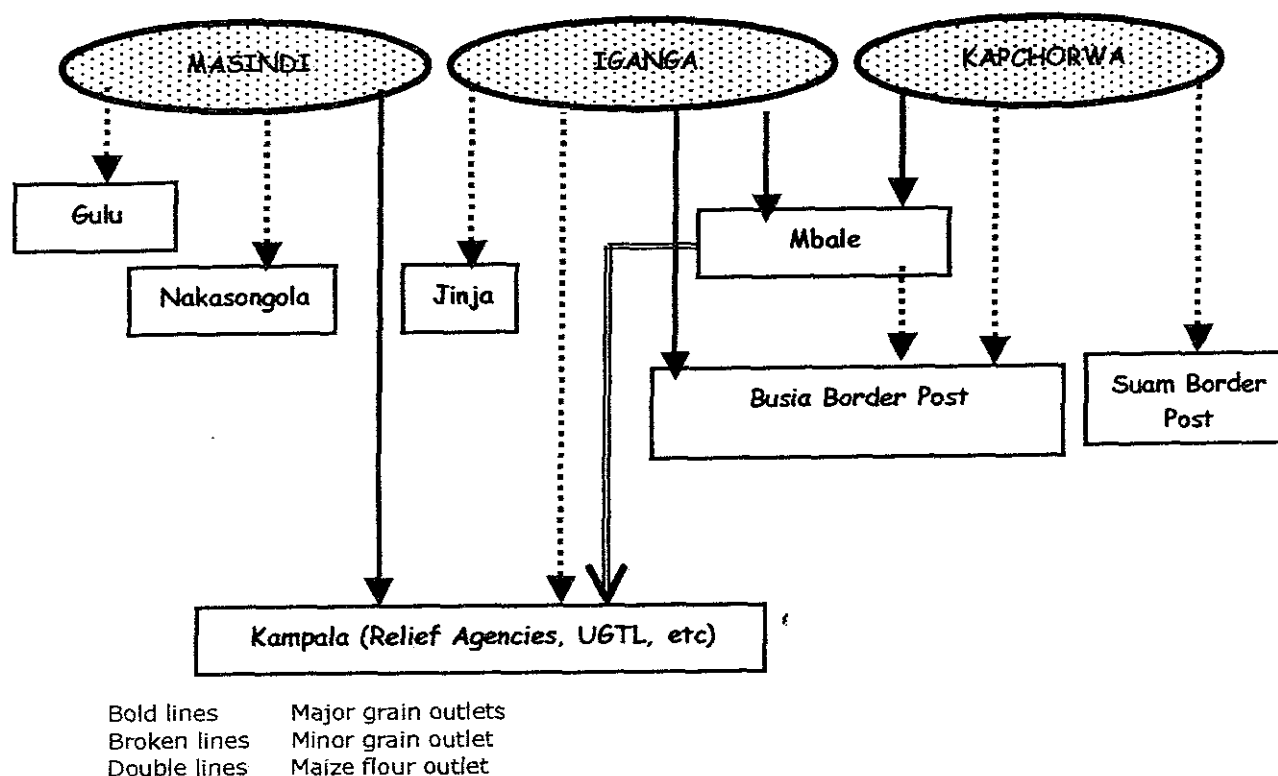 MASINDI
IGANGA
KAPCHORWA
Gulu
Mbale
Nakasongola
Jinja
Busia Border Post
Suam Border
Post
Kampala (Relief Agencies, UGTL, etc)
Bold lines Major grain outlets
Broken lines Minor grain outlet
Double lines Maize flour outlet